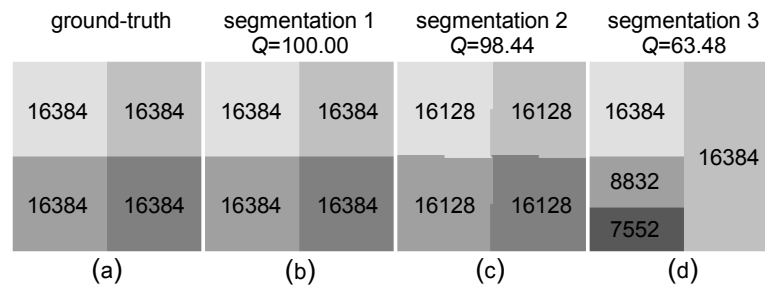 ground-truth segmentation 1 segmentation 2 segmentation 3
Q=100.00 Q=98.44 Q=63.48
16384 16384 16384 16384 16128 16128 16384
16384
8832
16384 16384 16384 16384 16128 16128
7552
(a) (b) (c) (d)